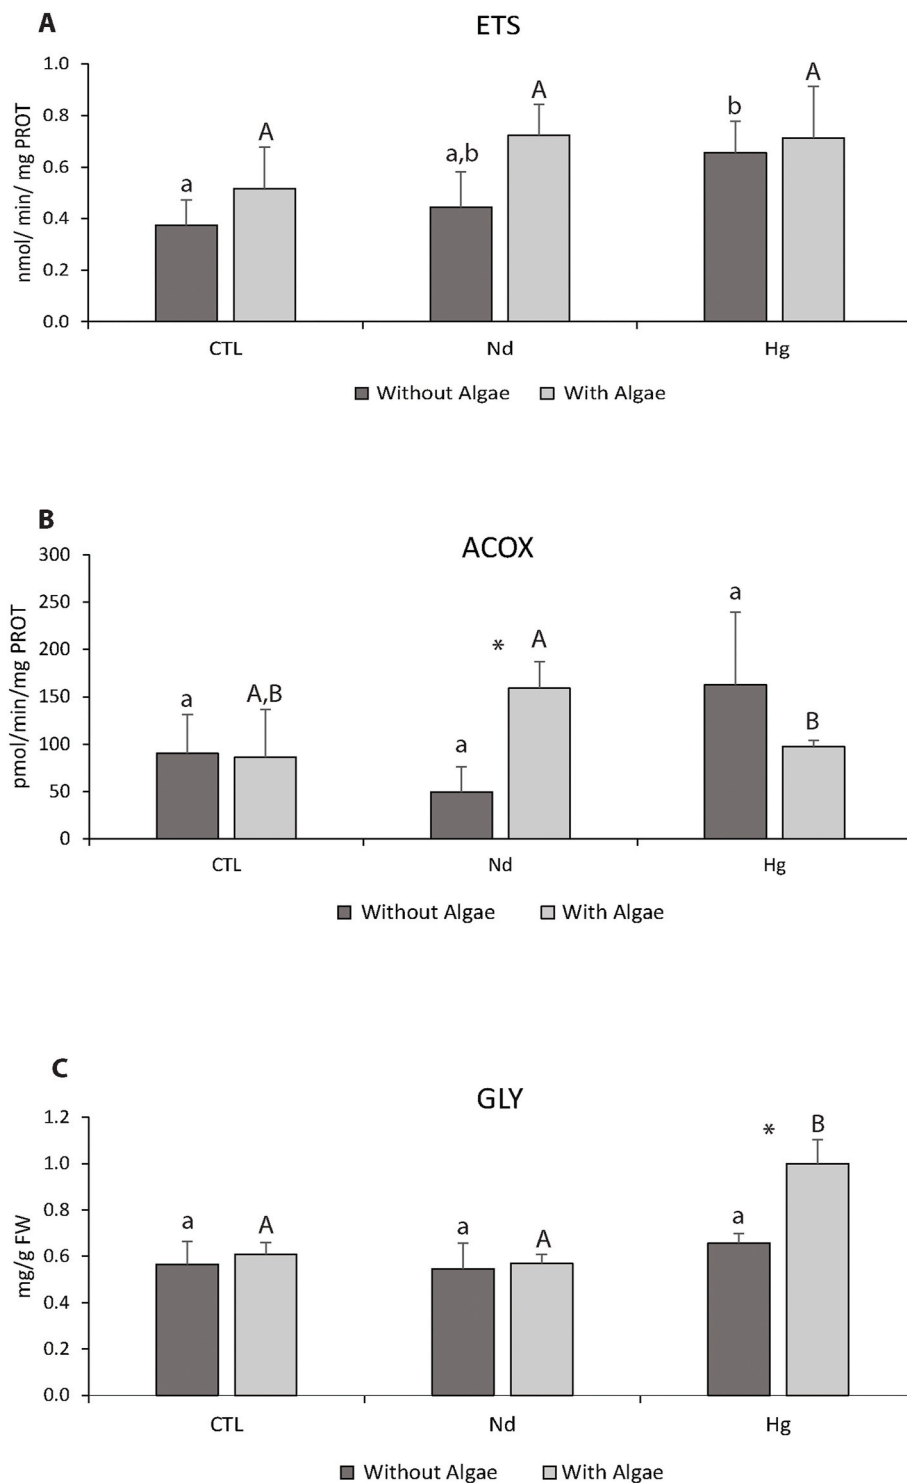 A
ETS
nmol/ min/ mg PROT
1.0
0.8
0.6
0.4
0.2
0.0
a
A
a,b
A
b
A
CTL
Nd
Hg
Without Algae
With Algae
B
ACOX
pmol/min/mg PROT
300
250
200
150
100
50
0
a
A,B
a
*
A
a
B
CTL
Nd
Hg
Without Algae
With Algae
C
GLY
mg/g FW
1.2
1.0
0.8
0.6
0.4
0.2
0.0
a
A
a
A
a
*
B
CTL
Nd
Hg
Without Algae
With Algae